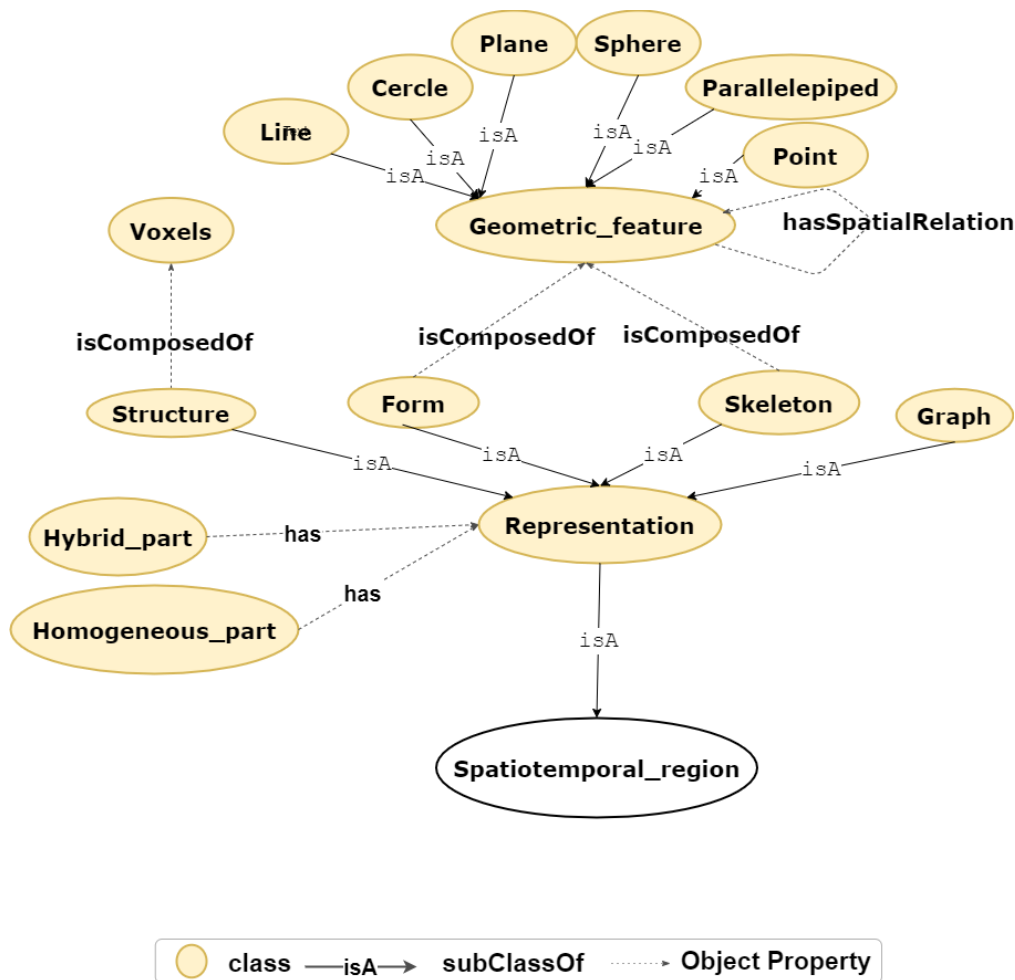 Plane
Sphere
Cercle
Parallelepiped
Line
Point
isA
isA
isA
isA
isA
isA
Geometric_feature
hasSpatialRelation
Voxels
isComposedOf
isComposedOf
isComposedOf
Structure
Form
Skeleton
Graph
isA
isA
isA
isA
Hybrid_part
has
Representation
Homogeneous_part
has
isA
Spatiotemporal_region
class isA subClassOf Object Property